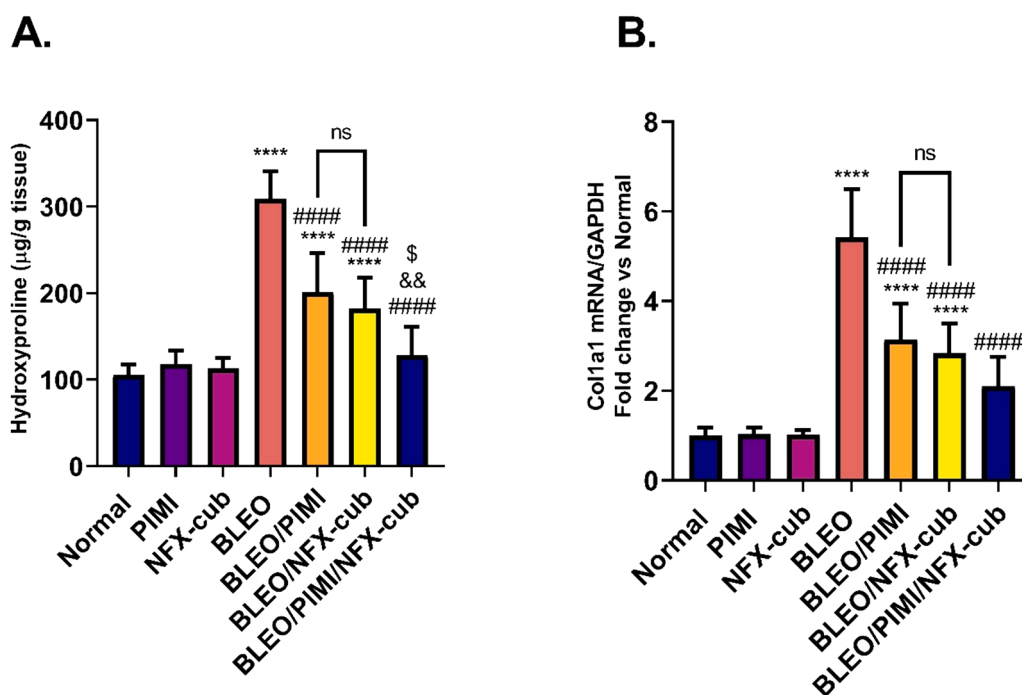 A.
Hydroxyproline (µg/g tissue)
400
300
200
100
0
ns
****
####
****
####
****
$
&&
####
Normal
PIMI
NFX-cub
BLEO
BLEO/PIMI
BLEO/NFX-cub
BLEO/PIMI/NFX-cub
B.
Col1a1 mRNA/GAPDH
Fold change vs Normal
8
6
4
2
0
ns
****
####
****
####
****
####
Normal
PIMI
NFX-cub
BLEO
BLEO/PIMI
BLEO/NFX-cub
BLEO/PIMI/NFX-cub